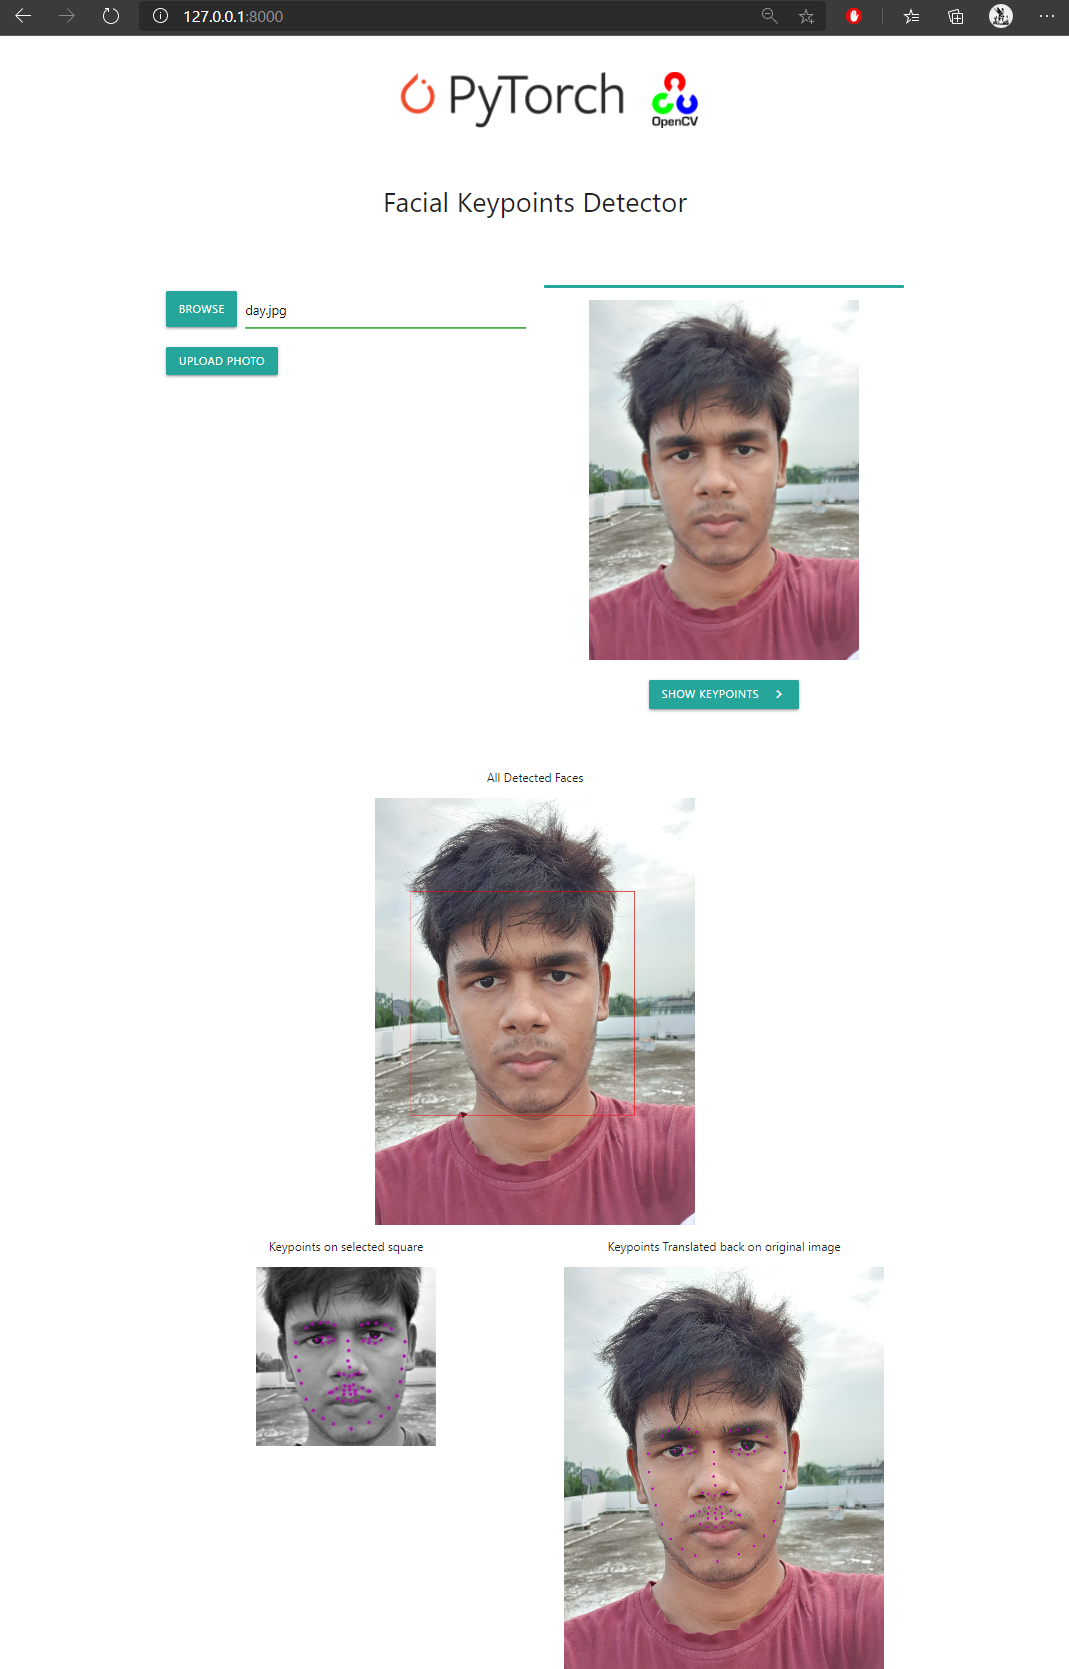 127.0.0.1:8000
PyTorch
OpenCV
Facial Keypoints Detector
BROWSE
day.jpg
UPLOAD PHOTO
SHOW KEYPOINTS
All Detected Faces
Keypoints on selected square
Keypoints Translated back on original image